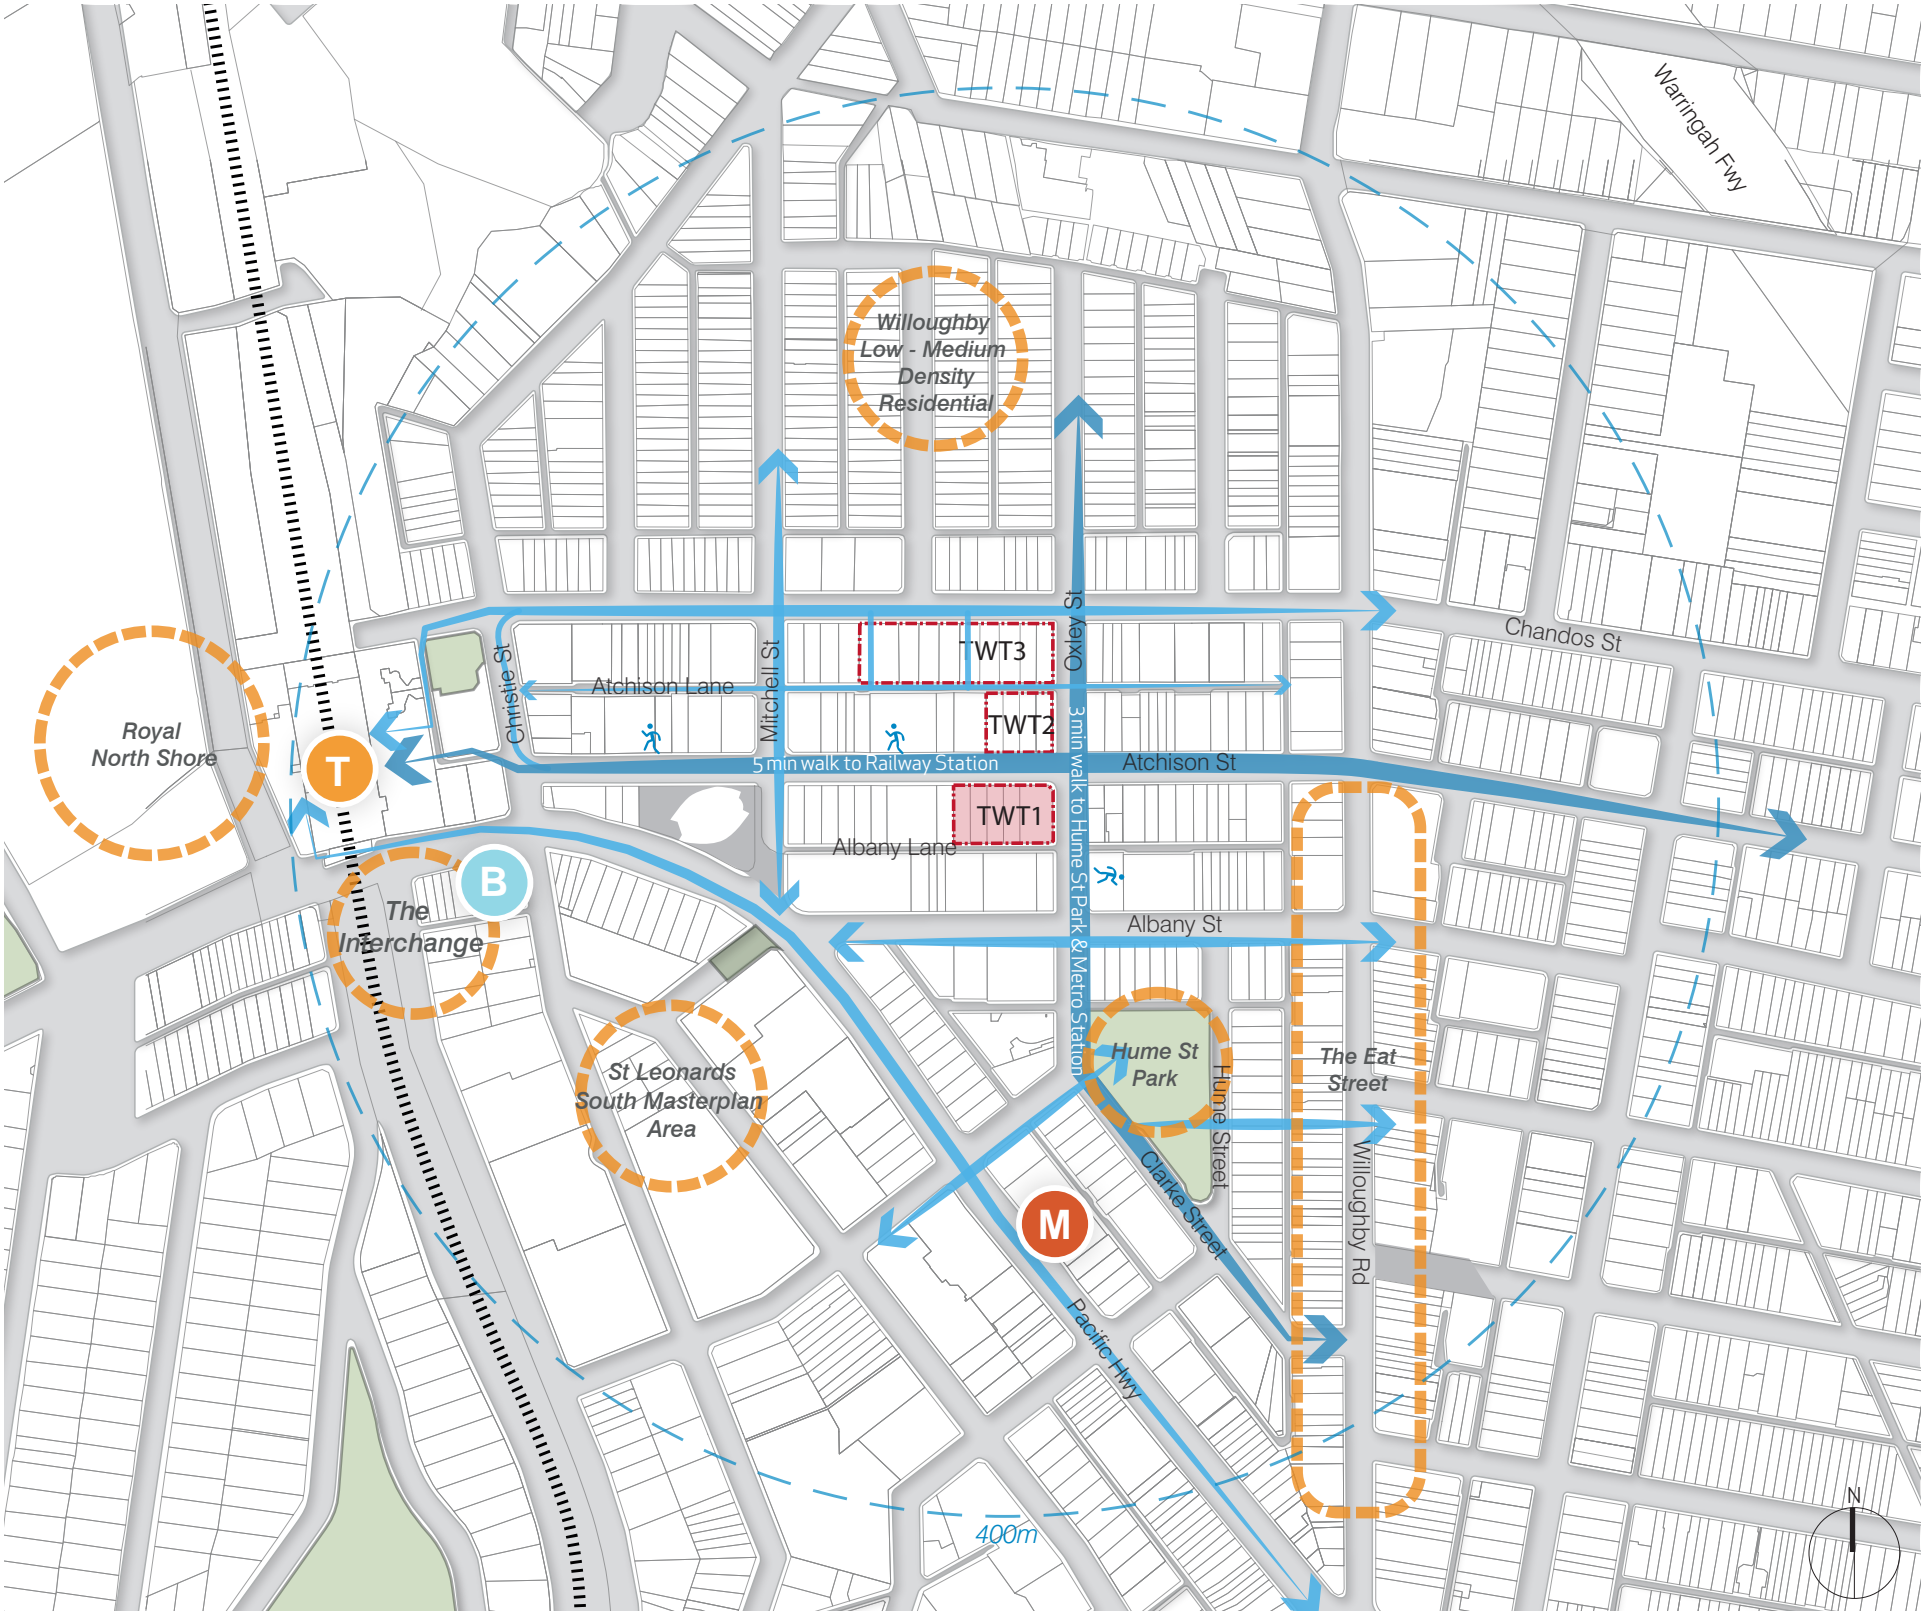 Warringah Fwy
Willoughby
Low - Medium
Density
Residential
Oxley St
Chandos St
Christie St
Mitchell St
TWT3
Atchison Lane
TWT2
Royal
North Shore
T
5 min walk to Railway Station
Atchison St
3 min walk to Hume St Park & Metro Station
TWT1
Albany Lane
B
The
Interchange
Albany St
St Leonards
South Masterplan
Area
Hume St
Park
Hume Street
The Eat
Street
Clarke Street
Willoughby Rd
M
Pacific Hwy
400m
N